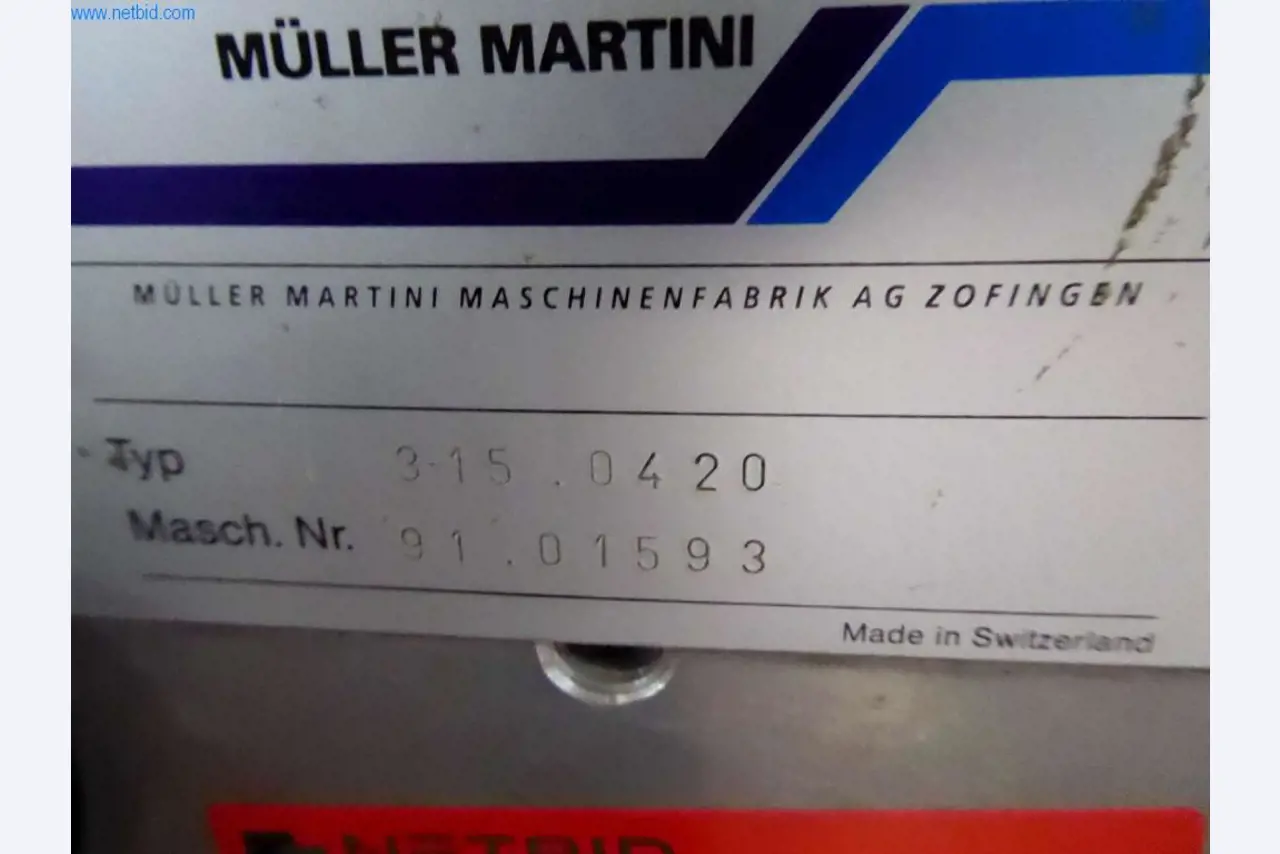 www.netbid.com
MÜLLER MARTINI
MÜLLER MARTINI MASCHINENFABRIK AG ZOFINGEN
Typ 3-15.0420
Masch. Nr. 91.01593
Made in Switzerland
NETBID